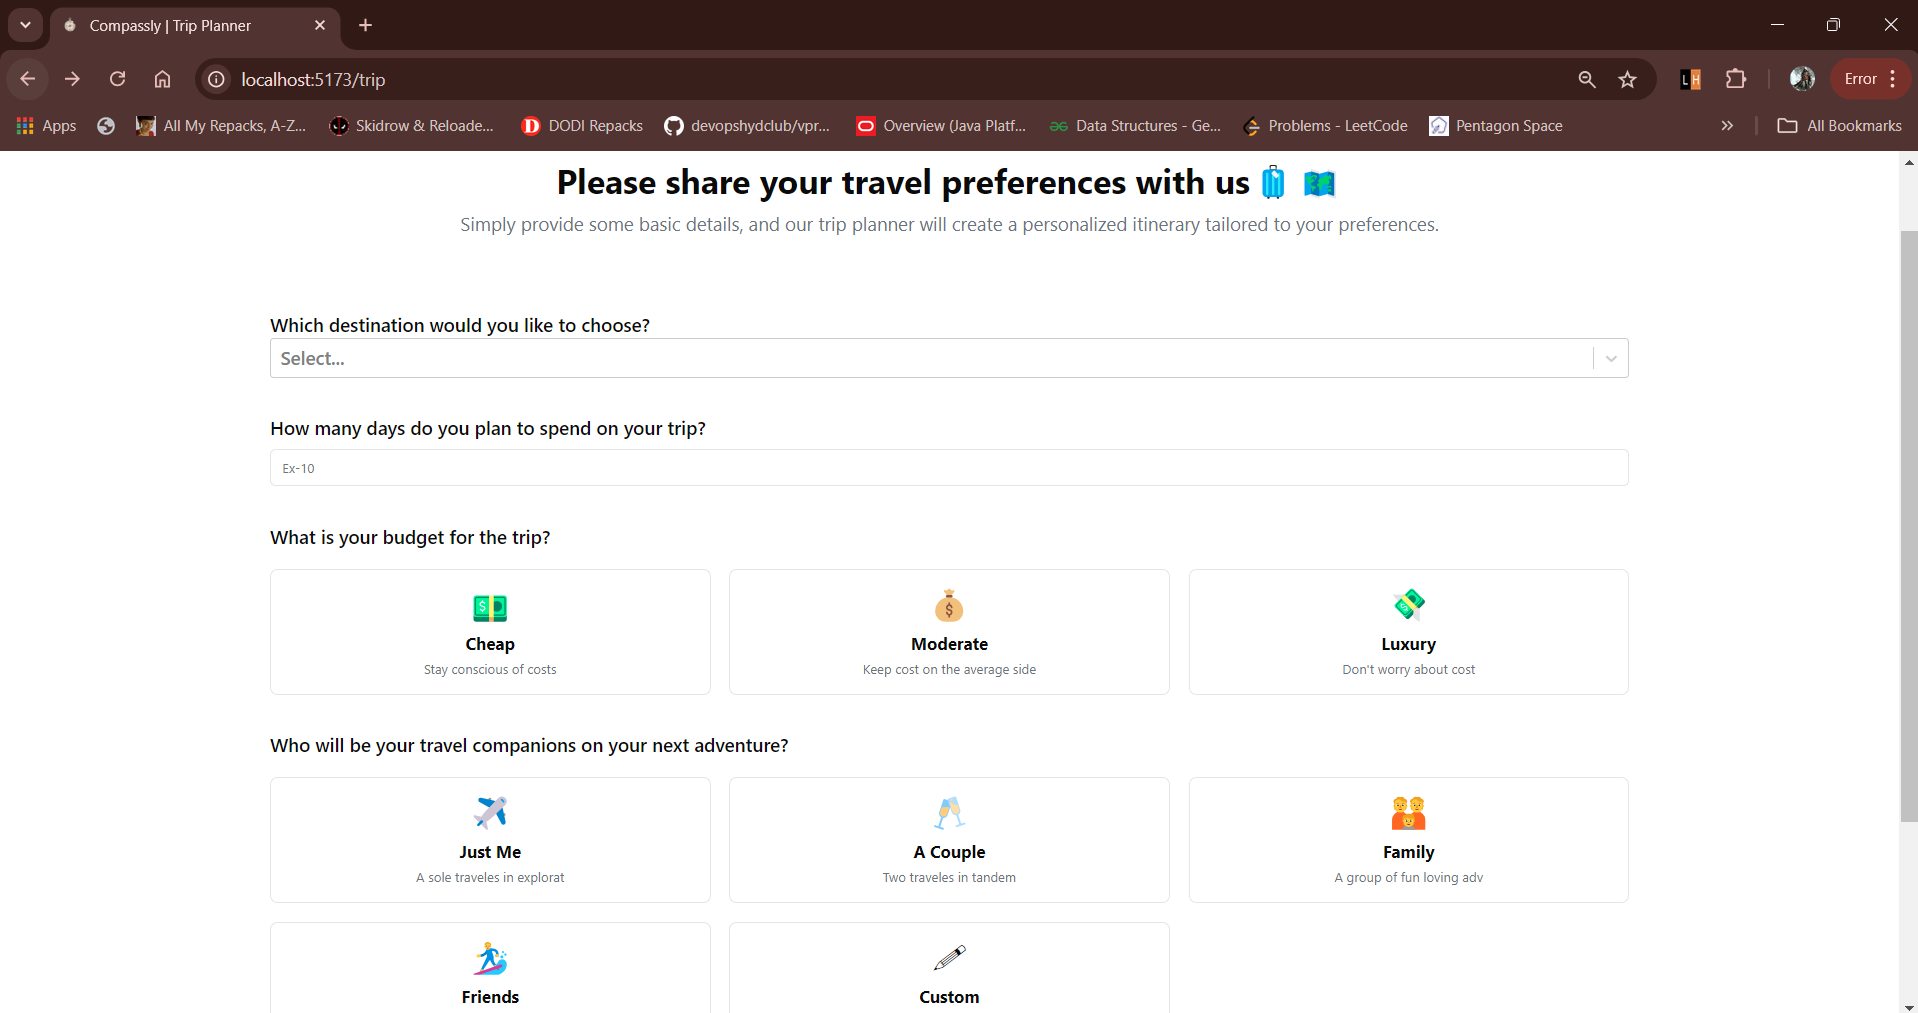 Compassly | Trip Planner
localhost:5173/trip
Error
Apps
All My Repacks, A-Z...
Skidrow & Reloade...
DODI Repacks
devopshydclub/vpr...
Overview (Java Platf...
Data Structures - Ge...
Problems - LeetCode
Pentagon Space
All Bookmarks
Please share your travel preferences with us
Simply provide some basic details, and our trip planner will create a personalized itinerary tailored to your preferences.
Which destination would you like to choose?
Select...
How many days do you plan to spend on your trip?
Ex-10
What is your budget for the trip?
Cheap
Stay conscious of costs
Moderate
Keep cost on the average side
Luxury
Don't worry about cost
Who will be your travel companions on your next adventure?
Just Me
A sole traveles in explorat
A Couple
Two traveles in tandem
Family
A group of fun loving adv
Friends
Custom